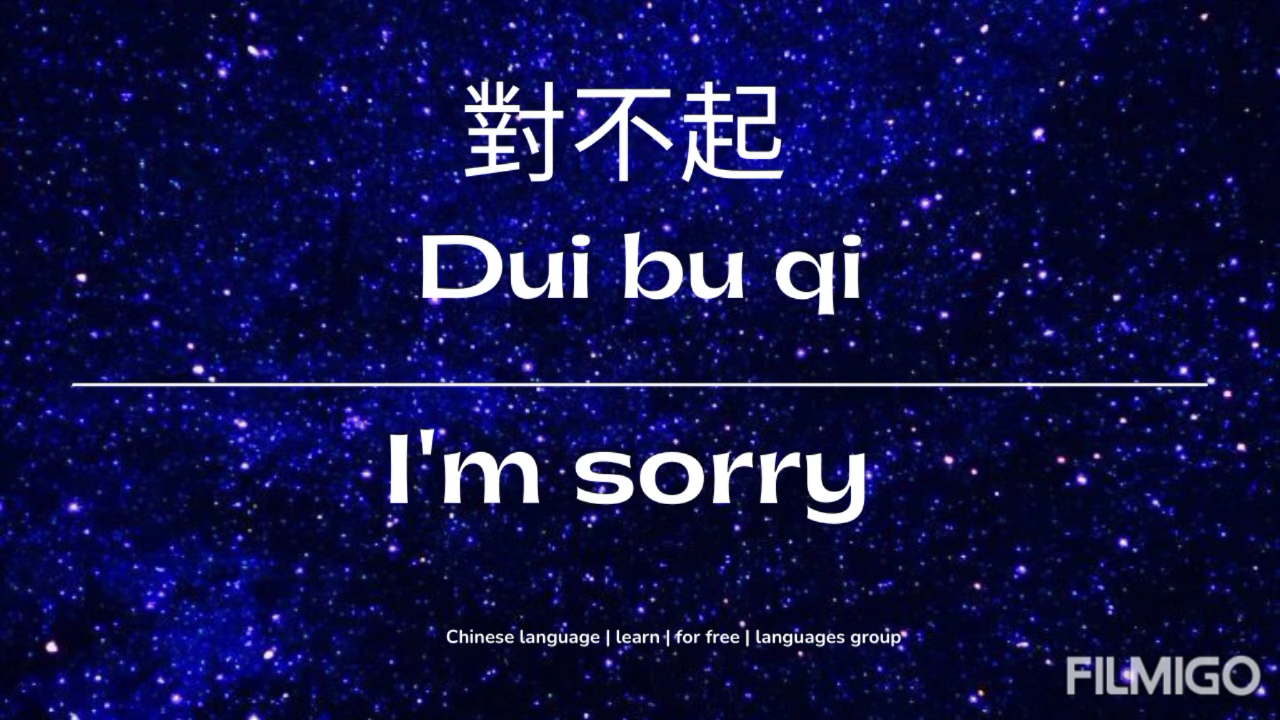 對不起
Dui bu qi
I'm sorry
Chinese language | learn | for free | languages group
FILMIGO